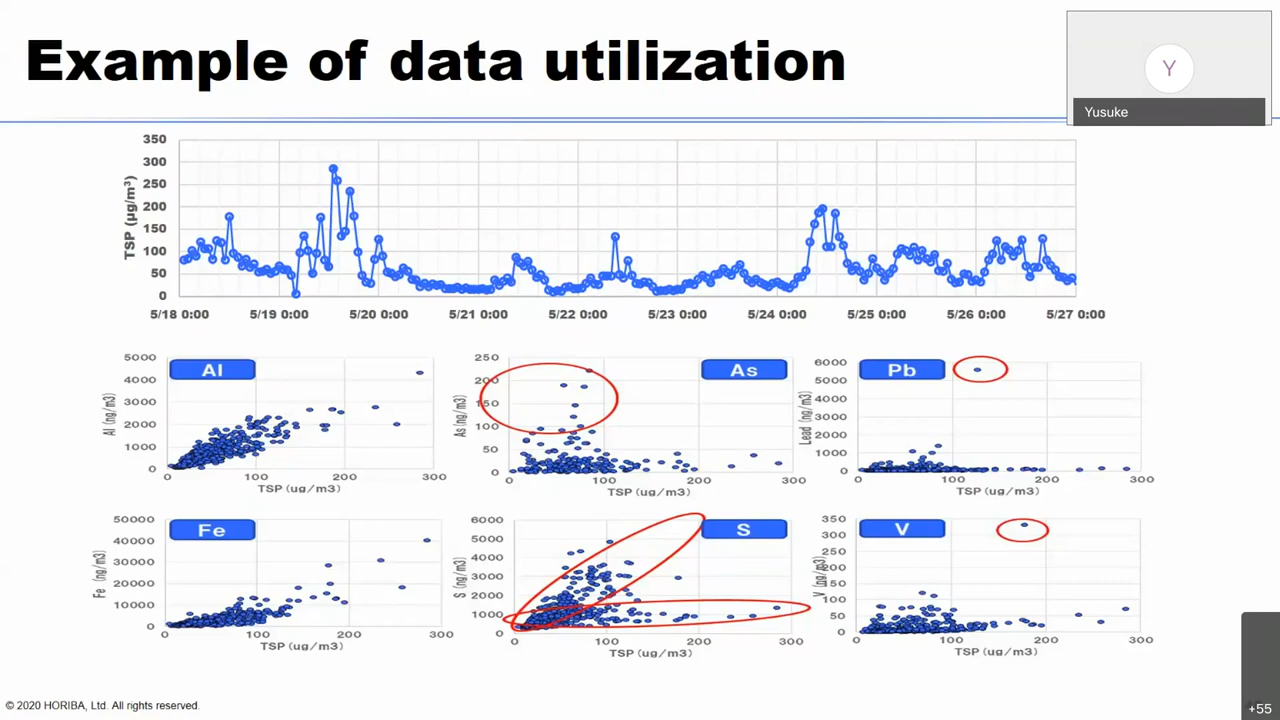 Example of data utilization
Y
Yusuke
TSP (µg/m³)
350
300
250
200
150
100
50
0
5/18 0:00 5/19 0:00 5/20 0:00 5/21 0:00 5/22 0:00 5/23 0:00 5/24 0:00 5/25 0:00 5/26 0:00 5/27 0:00
Al
Al (ng/m3)
5000
4000
3000
2000
1000
0
0 100 200 300
TSP (ug/m3)
As
As (ng/m3)
250
200
150
100
50
0
0 100 200 300
TSP (ug/m3)
Pb
Lead (ng/m3)
6000
5000
4000
3000
2000
1000
0
0 100 200 300
TSP (ug/m3)
Fe
Fe (ng/m3)
50000
40000
30000
20000
10000
0
0 100 200 300
TSP (ug/m3)
S
S (ng/m3)
6000
5000
4000
3000
2000
1000
0
0 100 200 300
TSP (ug/m3)
V
V (ng/m3)
350
300
250
200
150
100
50
0
0 100 200 300
TSP (ug/m3)
© 2020 HORIBA, Ltd. All rights reserved.
+55